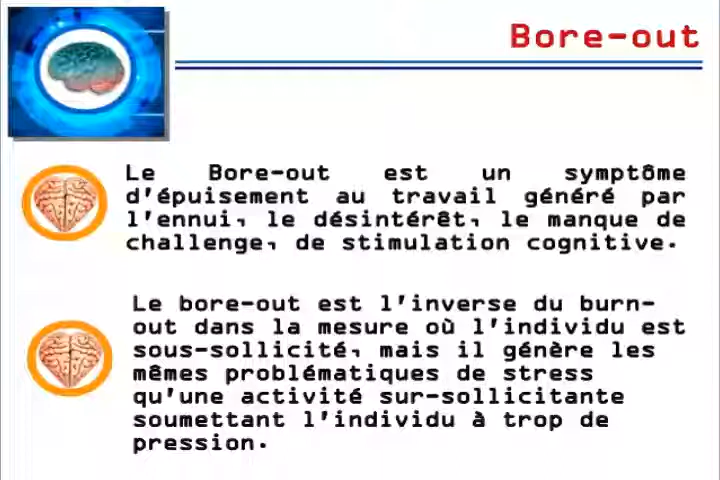 Bore-out
Le Bore-out est un symptôme
d'épuisement au travail généré par
l'ennui, le désintérêt, le manque de
challenge, de stimulation cognitive.
Le bore-out est l'inverse du burn-
out dans la mesure où l'individu est
sous-sollicité, mais il génère les
mêmes problématiques de stress
qu'une activité sur-sollicitante
soumettant l'individu à trop de
pression.